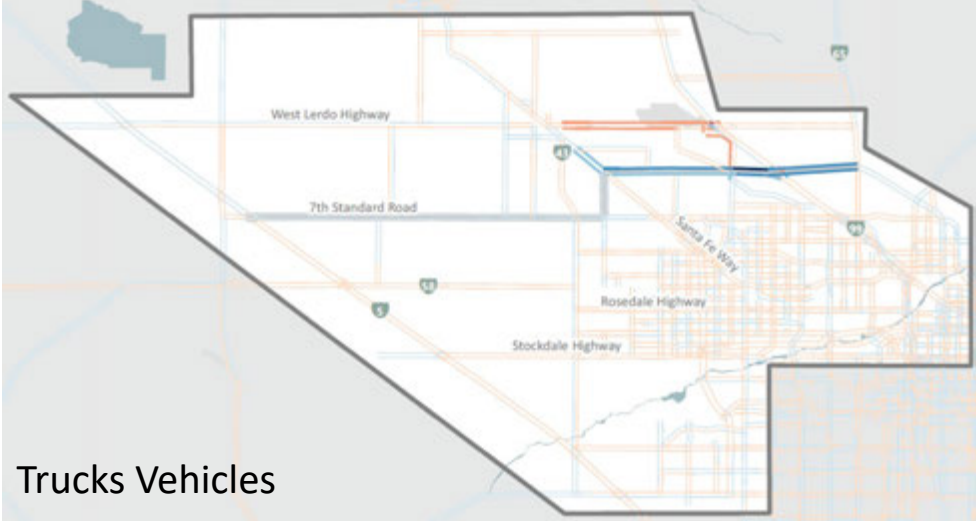 65
West Lerdo Highway
43
7th Standard Road
Santa Fe Way
99
58
Rosedale Highway
5
Stockdale Highway
Trucks Vehicles